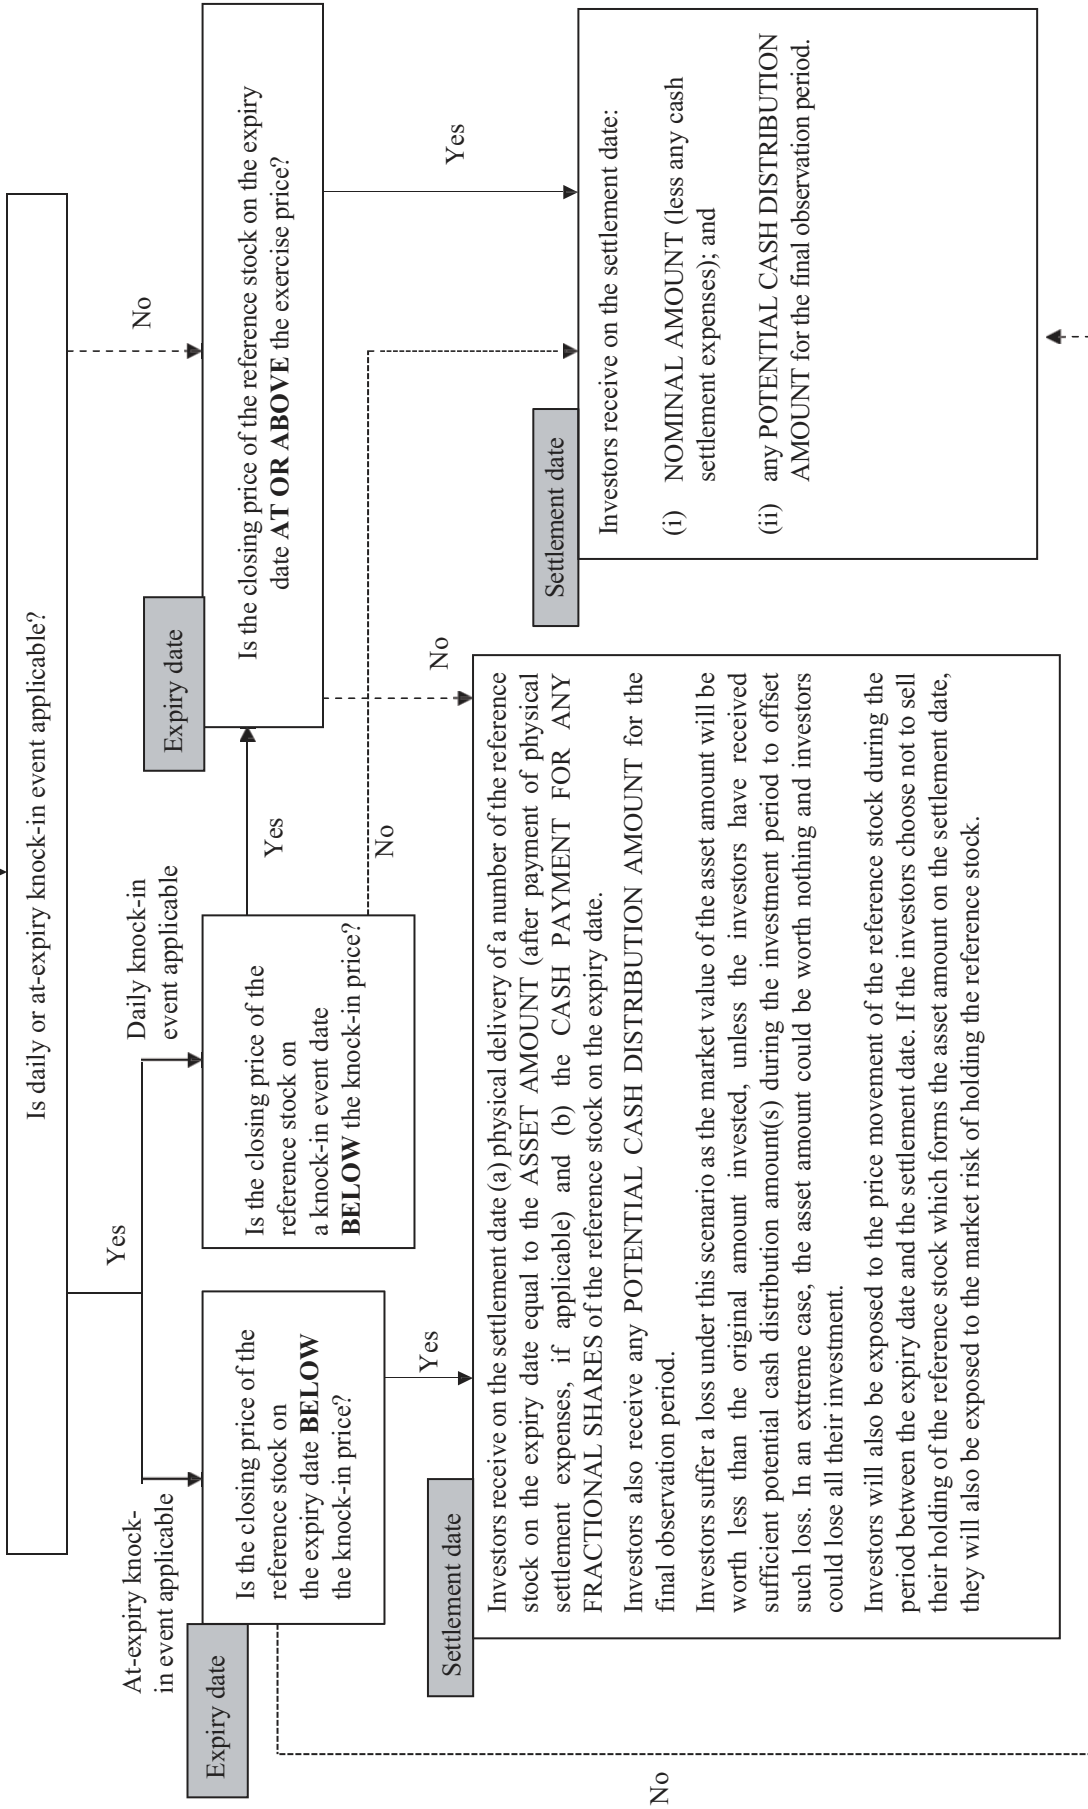 Is daily or at-expiry knock-in event applicable?
Yes
No
At-expiry knock-
in event applicable
Daily knock-in
event applicable
Expiry date
Is the closing price of the
reference stock on
the expiry date BELOW
the knock-in price?
Is the closing price of the
reference stock on
a knock-in event date
BELOW the knock-in price?
Yes
No
Expiry date
Is the closing price of the reference stock on the expiry
date AT OR ABOVE the exercise price?
Yes
No
Yes
No
Settlement date
Investors receive on the settlement date (a) physical delivery of a number of the reference
stock on the expiry date equal to the ASSET AMOUNT (after payment of physical
settlement expenses, if applicable) and (b) the CASH PAYMENT FOR ANY
FRACTIONAL SHARES of the reference stock on the expiry date.
Investors also receive any POTENTIAL CASH DISTRIBUTION AMOUNT for the
final observation period.
Investors suffer a loss under this scenario as the market value of the asset amount will be
worth less than the original amount invested, unless the investors have received
sufficient potential cash distribution amount(s) during the investment period to offset
such loss. In an extreme case, the asset amount could be worth nothing and investors
could lose all their investment.
Investors will also be exposed to the price movement of the reference stock during the
period between the expiry date and the settlement date. If the investors choose not to sell
their holding of the reference stock which forms the asset amount on the settlement date,
they will also be exposed to the market risk of holding the reference stock.
Settlement date
Investors receive on the settlement date:
(i) NOMINAL AMOUNT (less any cash
settlement expenses); and
(ii) any POTENTIAL CASH DISTRIBUTION
AMOUNT for the final observation period.